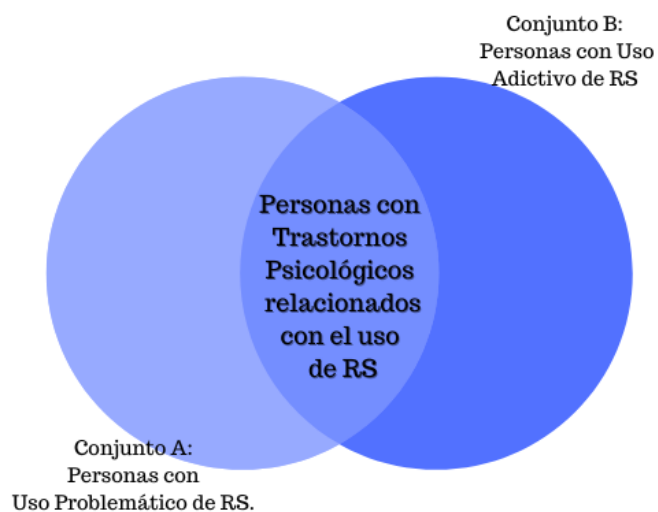 Conjunto B:
Personas con Uso
Adictivo de RS
Personas con
Trastornos
Psicológicos
relacionados
con el uso
de RS
Conjunto A:
Personas con
Uso Problemático de RS.